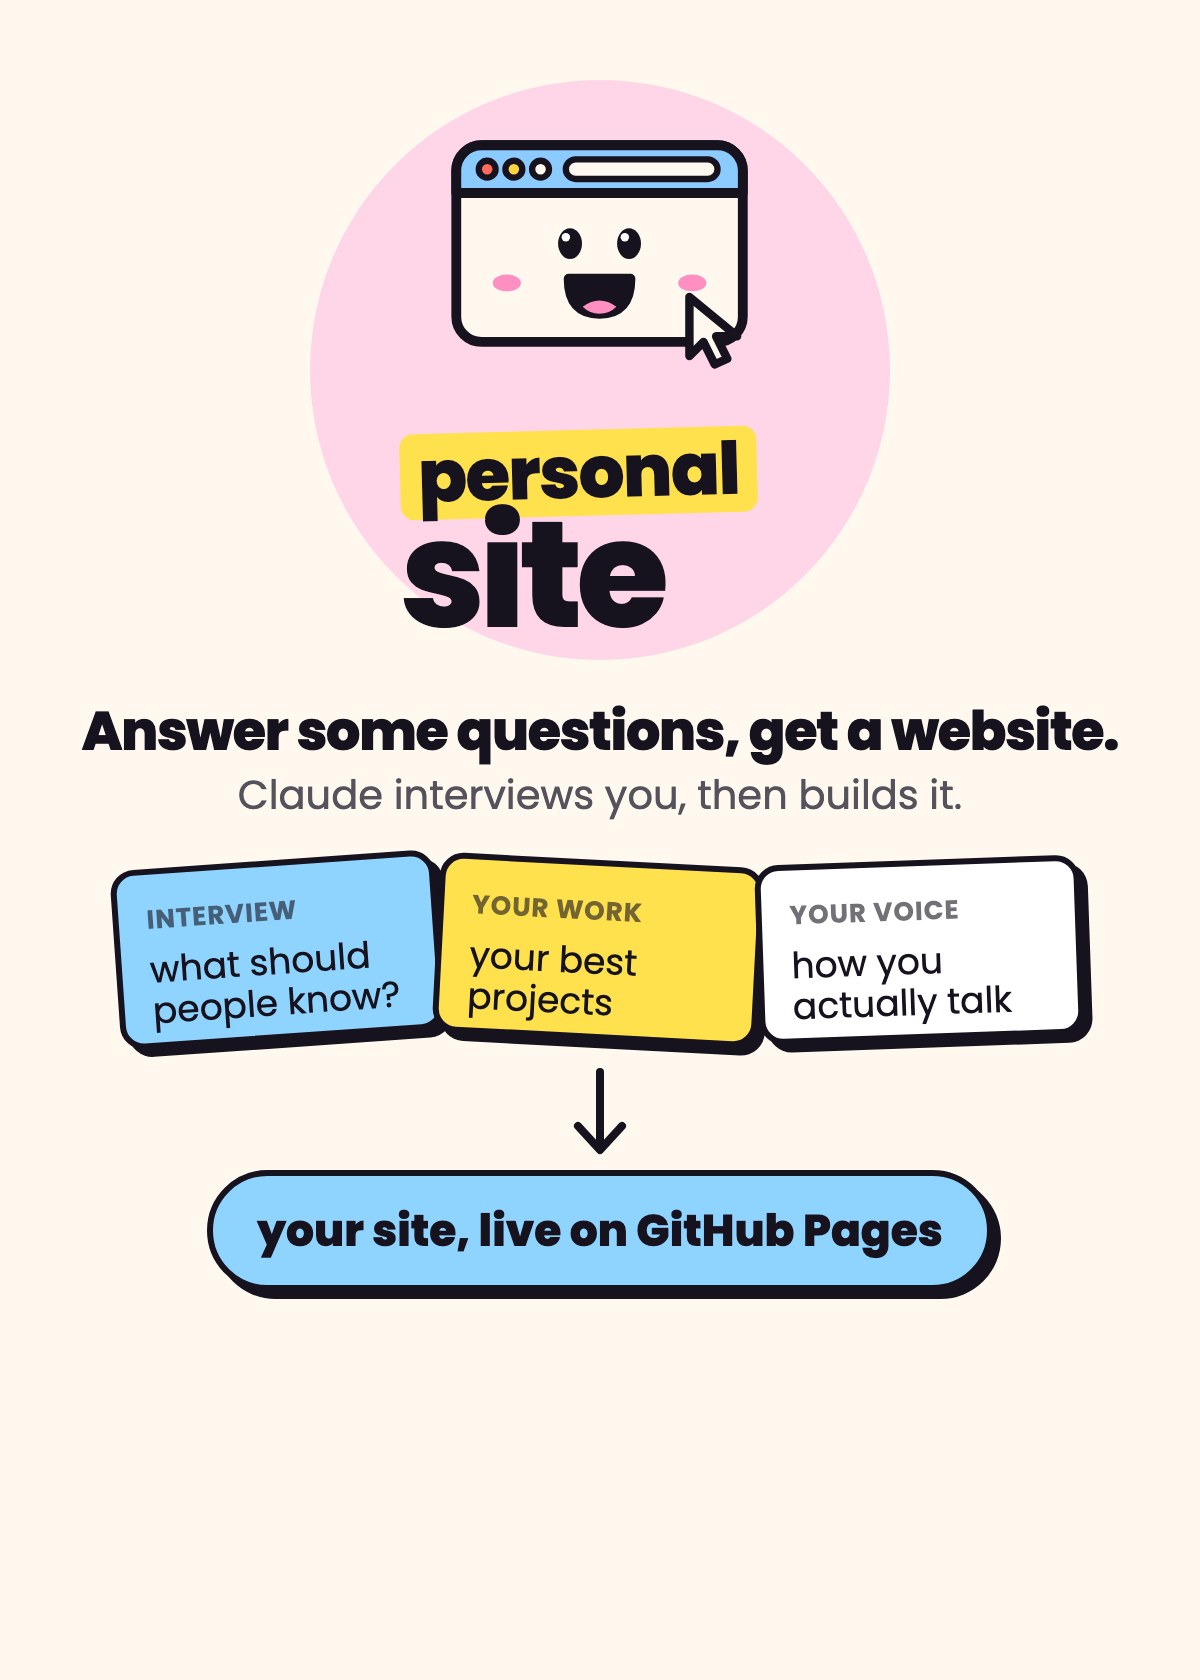 personal
site
Answer some questions, get a website.
Claude interviews you, then builds it.
INTERVIEW
what should
people know?
YOUR WORK
your best
projects
YOUR VOICE
how you
actually talk
your site, live on GitHub Pages